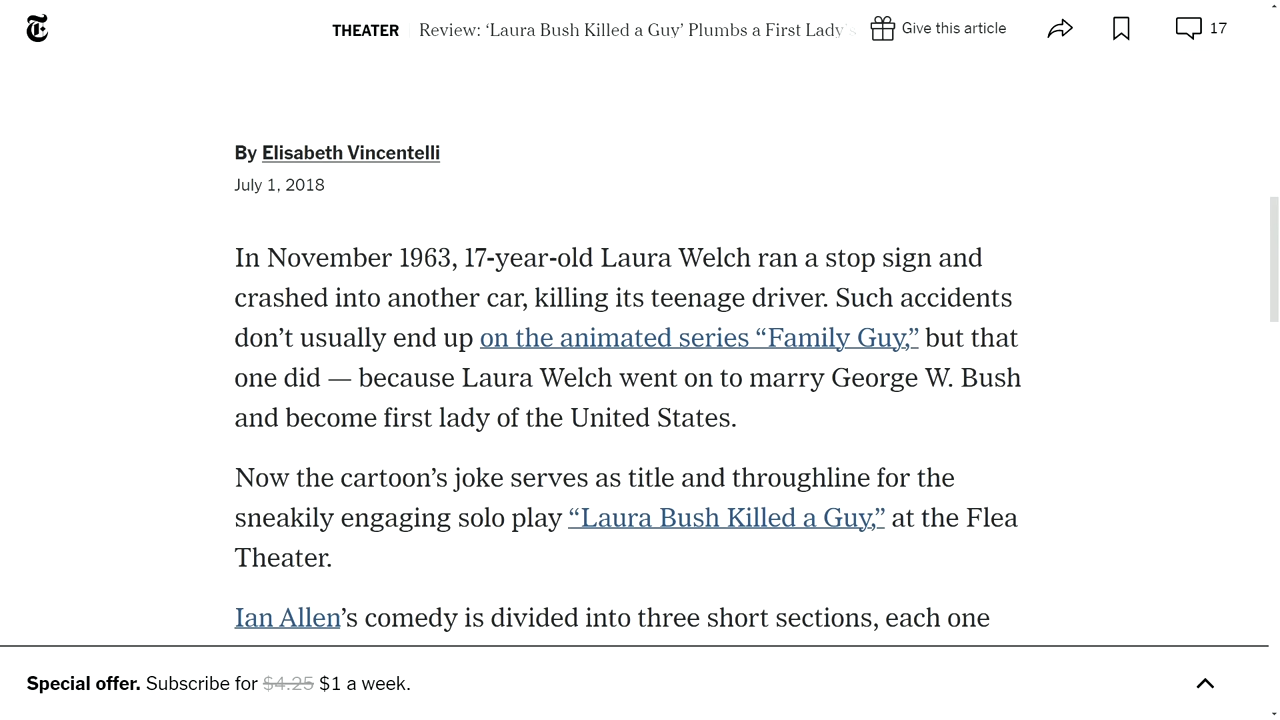 THEATER Review: ‘Laura Bush Killed a Guy’ Plumbs a First Lady’s Give this article 17
By Elisabeth Vincentelli
July 1, 2018
In November 1963, 17-year-old Laura Welch ran a stop sign and
crashed into another car, killing its teenage driver. Such accidents
don’t usually end up on the animated series “Family Guy,” but that
one did — because Laura Welch went on to marry George W. Bush
and become first lady of the United States.
Now the cartoon’s joke serves as title and throughline for the
sneakily engaging solo play “Laura Bush Killed a Guy,” at the Flea
Theater.
Ian Allen’s comedy is divided into three short sections, each one
Special offer. Subscribe for $4.25 $1 a week.